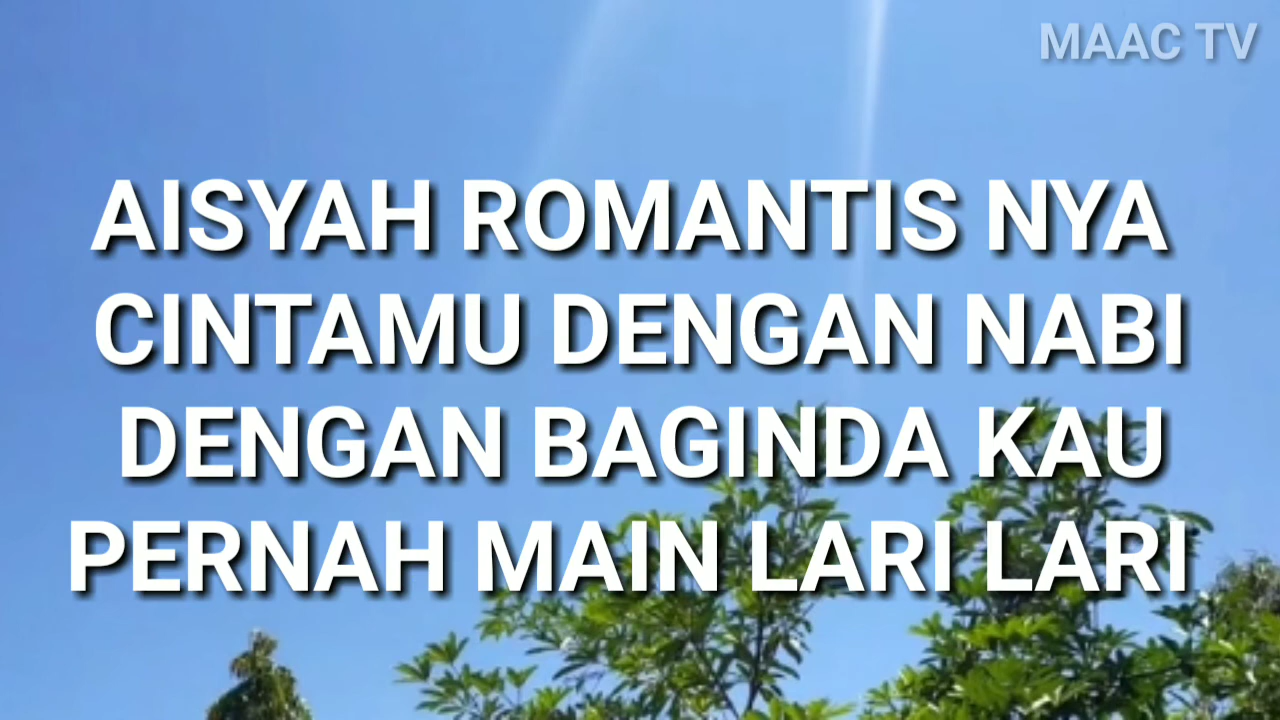 MAAC TV
AISYAH ROMANTIS NYA
CINTAMU DENGAN NABI
DENGAN BAGINDA KAU
PERNAH MAIN LARI LARI